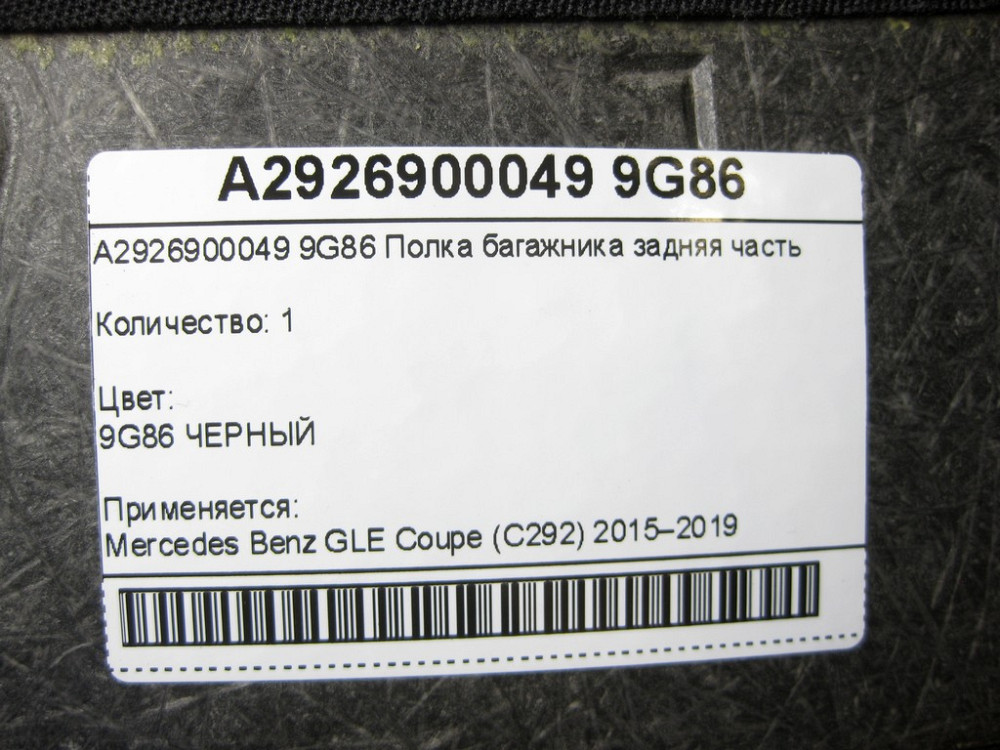 A2926900049 9G86
A2926900049 9G86 Полка багажника задняя часть
Количество: 1
Цвет:
9G86 ЧЕРНЫЙ
Применяется:
Mercedes Benz GLE Coupe (C292) 2015–2019